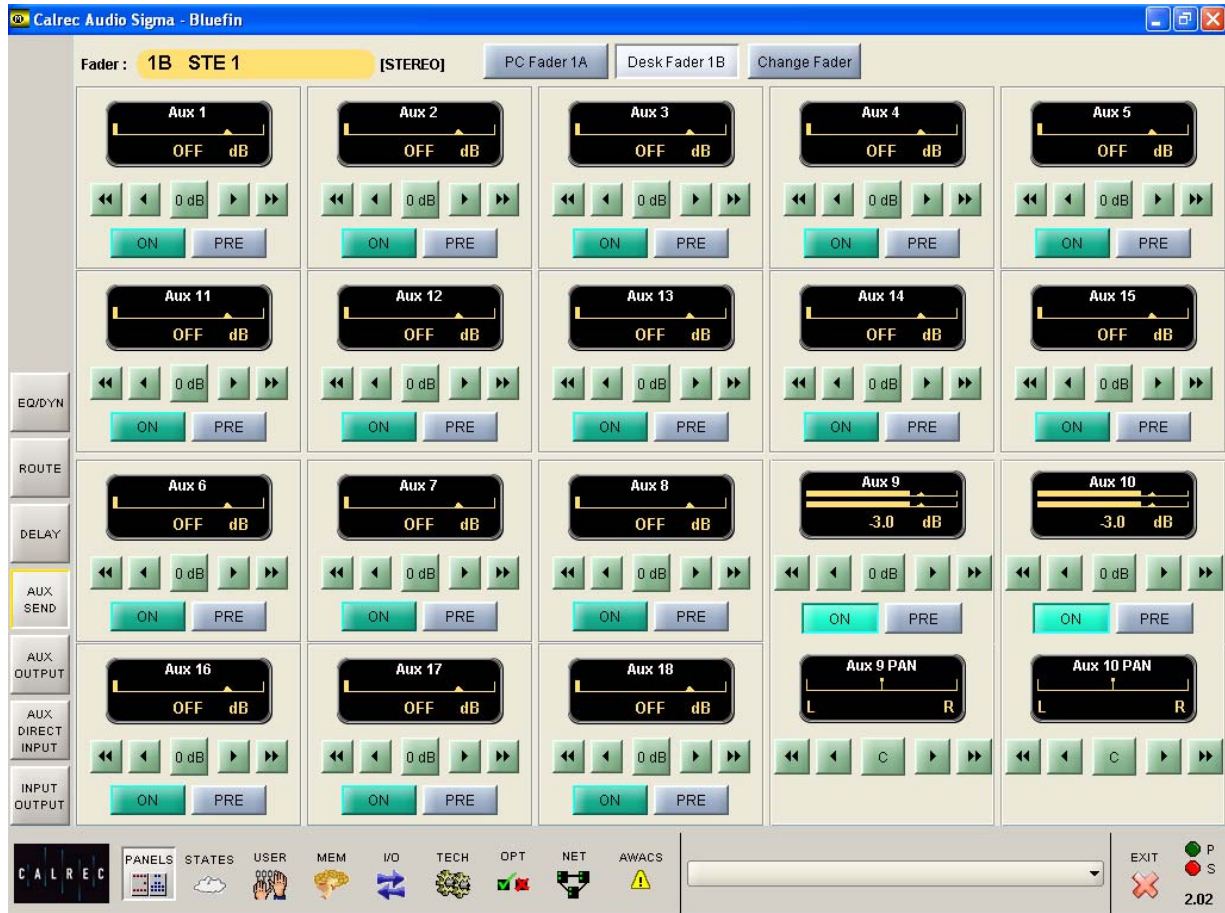 Calrec Audio Sigma - Bluefin
Fader : 1B STE 1 [STEREO] PC Fader 1A Desk Fader 1B Change Fader
Aux 1 Aux 2 Aux 3 Aux 4 Aux 5
OFF dB OFF dB OFF dB OFF dB OFF dB
0 dB 0 dB 0 dB 0 dB 0 dB
ON PRE ON PRE ON PRE ON PRE ON PRE
Aux 11 Aux 12 Aux 13 Aux 14 Aux 15
OFF dB OFF dB OFF dB OFF dB OFF dB
0 dB 0 dB 0 dB 0 dB 0 dB
ON PRE ON PRE ON PRE ON PRE ON PRE
Aux 6 Aux 7 Aux 8 Aux 9 Aux 10
OFF dB OFF dB OFF dB -3.0 dB -3.0 dB
0 dB 0 dB 0 dB 0 dB 0 dB
ON PRE ON PRE ON PRE ON PRE ON PRE
Aux 16 Aux 17 Aux 18 Aux 9 PAN Aux 10 PAN
OFF dB OFF dB OFF dB L R L R
0 dB 0 dB 0 dB C C
ON PRE ON PRE ON PRE
EQ/DYN
ROUTE
DELAY
AUX
SEND
AUX
OUTPUT
AUX
DIRECT
INPUT
INPUT
OUTPUT
CALREC PANELS STATES USER MEM I/O TECH OPT NET AWACS EXIT P
S
2.02